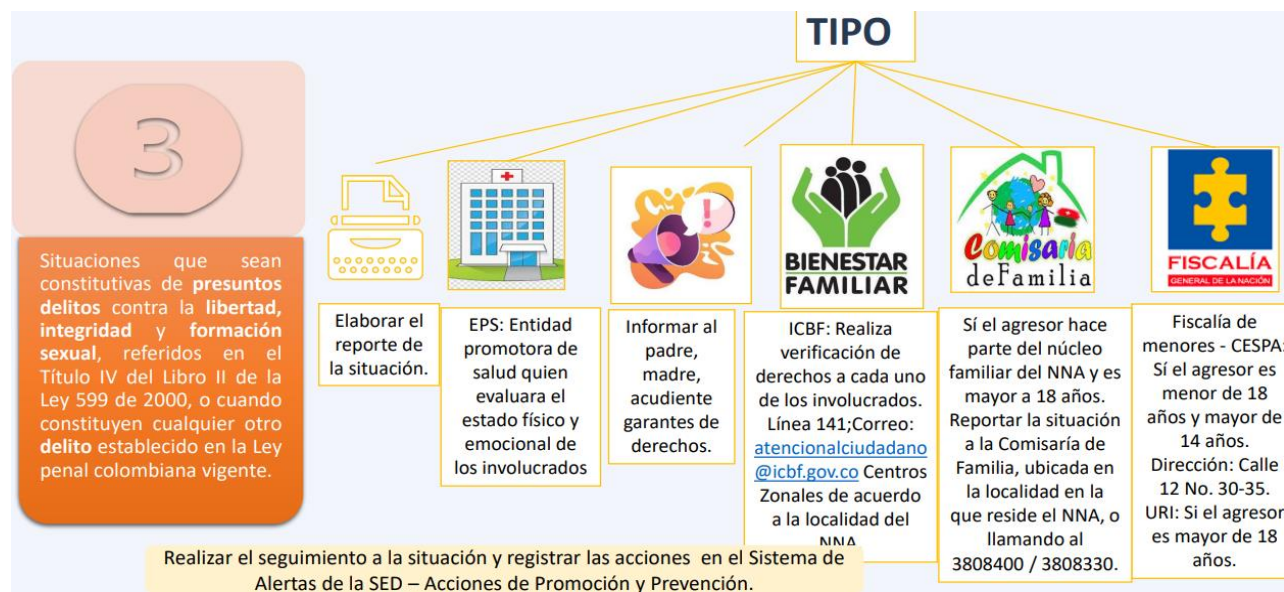 TIPO
3
Situaciones que sean
constitutivas de presuntos
delitos contra la libertad,
integridad y formación
sexual, referidos en el
Título IV del Libro II de la
Ley 599 de 2000, o cuando
constituyen cualquier otro
delito establecido en la Ley
penal colombiana vigente.
Elaborar el
reporte de
la situación.
EPS: Entidad
promotora de
salud quien
evaluara el
estado físico y
emocional de
los involucrados
!
Informar al
padre,
madre,
acudiente
garantes de
derechos.
BIENESTAR
FAMILIAR
ICBF: Realiza
verificación de
derechos a cada uno
de los involucrados.
Línea 141;Correo:
atencionalciudadano
@icbf.gov.co Centros
Zonales de acuerdo
a la localidad del
NNA
Comisaria
de Familia
Sí el agresor hace
parte del núcleo
familiar del NNA y es
mayor a 18 años.
Reportar la situación
a la Comisaría de
Familia, ubicada en
la localidad en la
que reside el NNA, o
llamando al
3808400 / 3808330.
FISCALÍA
GENERAL DE LA NACIÓN
Fiscalía de
menores - CESPA:
Sí el agresor es
menor de 18
años y mayor de
14 años.
Dirección: Calle
12 No. 30-35.
URI: Si el agresor
es mayor de 18
años.
Realizar el seguimiento a la situación y registrar las acciones en el Sistema de
Alertas de la SED – Acciones de Promoción y Prevención.